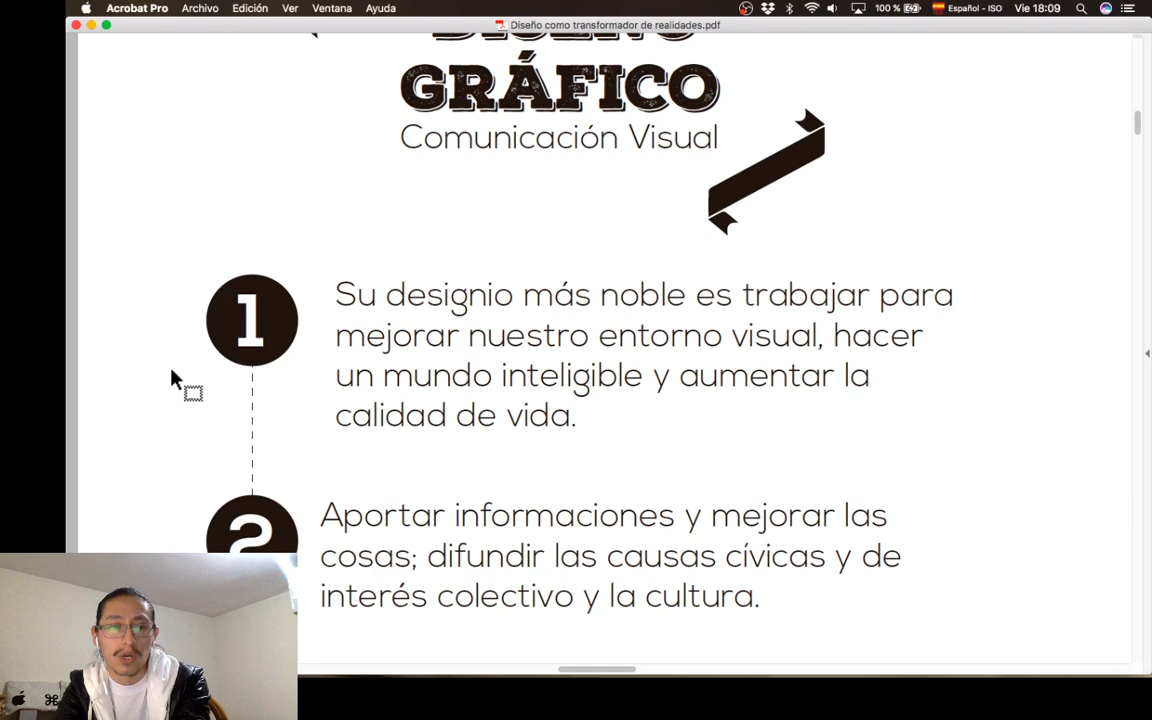 Acrobat Pro Archivo Edición Ver Ventana Ayuda 100 % Español - ISO Vie 18:09
Diseño como transformador de realidades.pdf
DISEÑO
GRÁFICO
Comunicación Visual
1
Su designio más noble es trabajar para
mejorar nuestro entorno visual, hacer
un mundo inteligible y aumentar la
calidad de vida.
2
Aportar informaciones y mejorar las
cosas; difundir las causas cívicas y de
interés colectivo y la cultura.